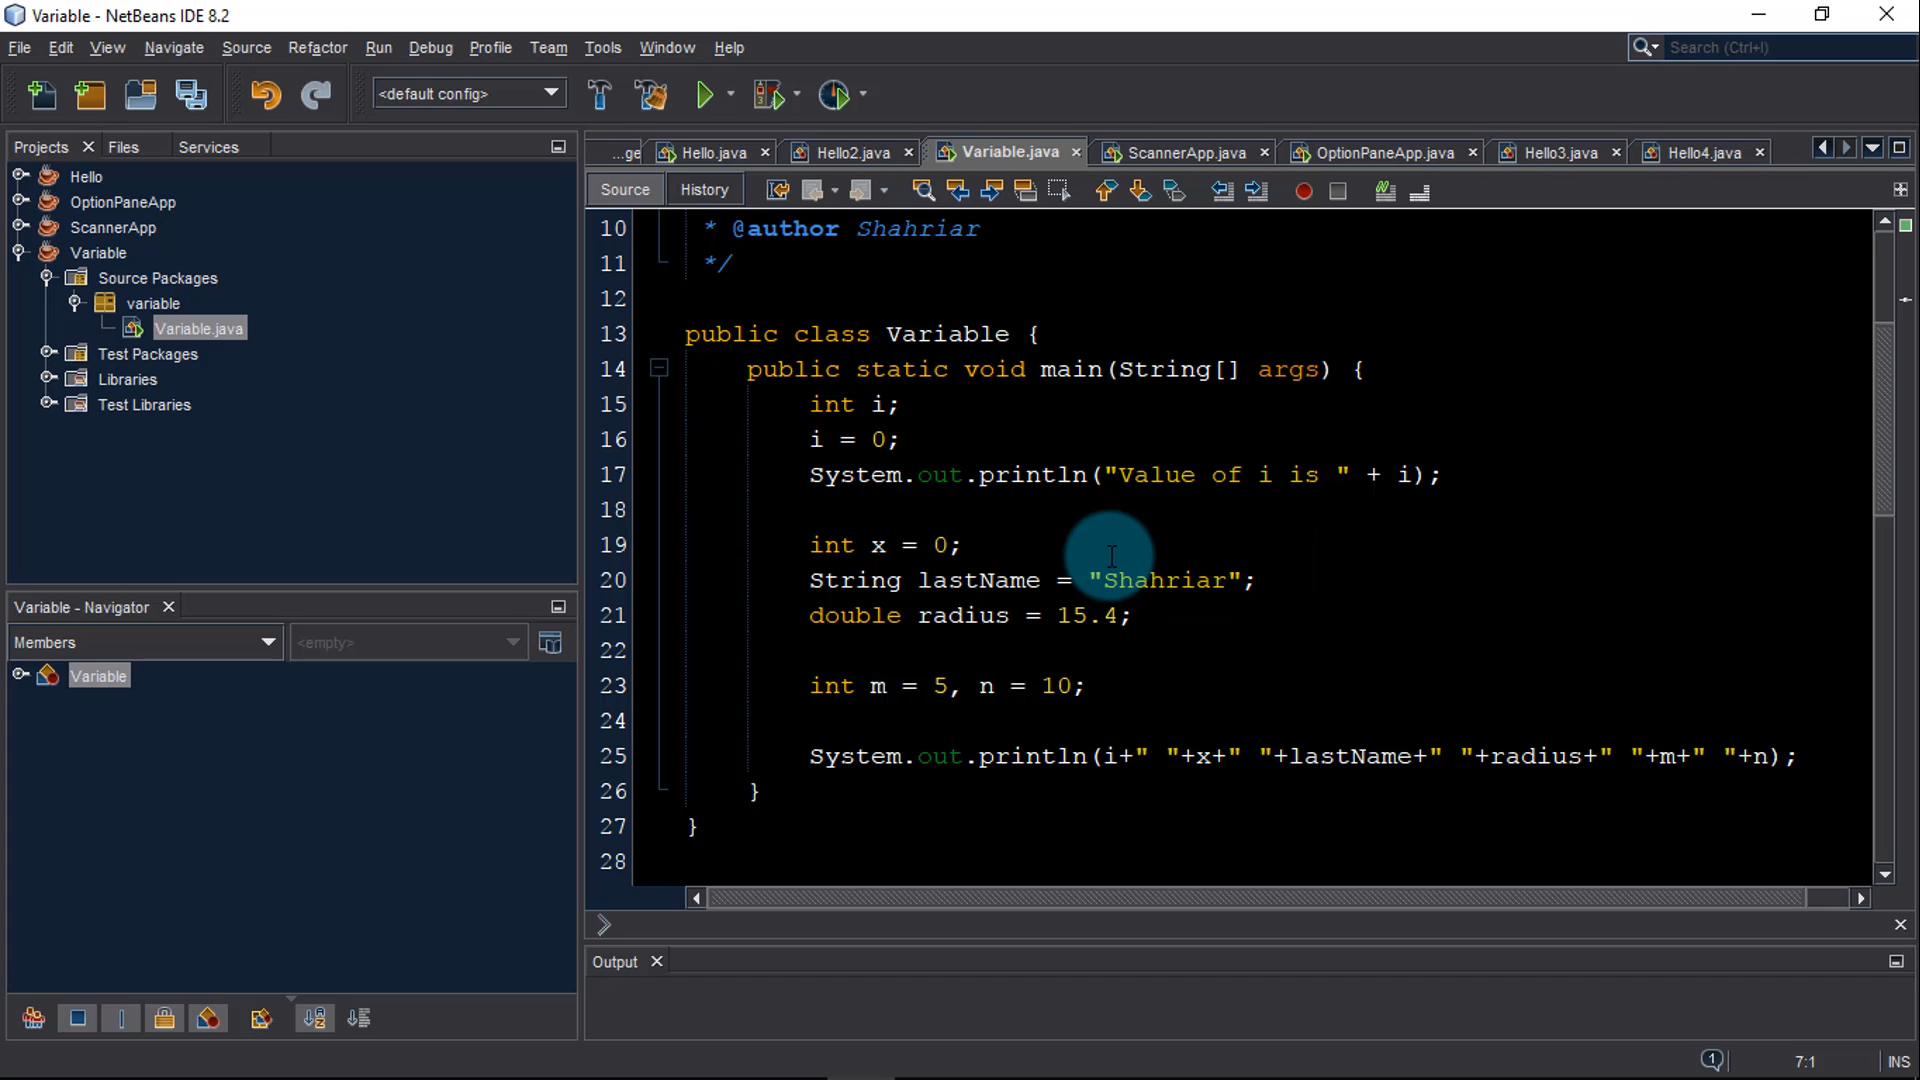 Variable - NetBeans IDE 8.2
File Edit View Navigate Source Refactor Run Debug Profile Team Tools Window Help
Search (Ctrl+I)
<default config>
Projects Files Services
Hello
OptionPaneApp
ScannerApp
Variable
Source Packages
variable
Variable.java
Test Packages
Libraries
Test Libraries
Variable - Navigator
Members <empty>
Variable
...ge Hello.java Hello2.java Variable.java ScannerApp.java OptionPaneApp.java Hello3.java Hello4.java
Source History
10 * @author Shahriar
11 */
12
13 public class Variable {
14 public static void main(String[] args) {
15 int i;
16 i = 0;
17 System.out.println("Value of i is " + i);
18
19 int x = 0;
20 String lastName = "Shahriar";
21 double radius = 15.4;
22
23 int m = 5, n = 10;
24
25 System.out.println(i+" "+x+" "+lastName+" "+radius+" "+m+" "+n);
26 }
27 }
28
Output
1
7:1 INS